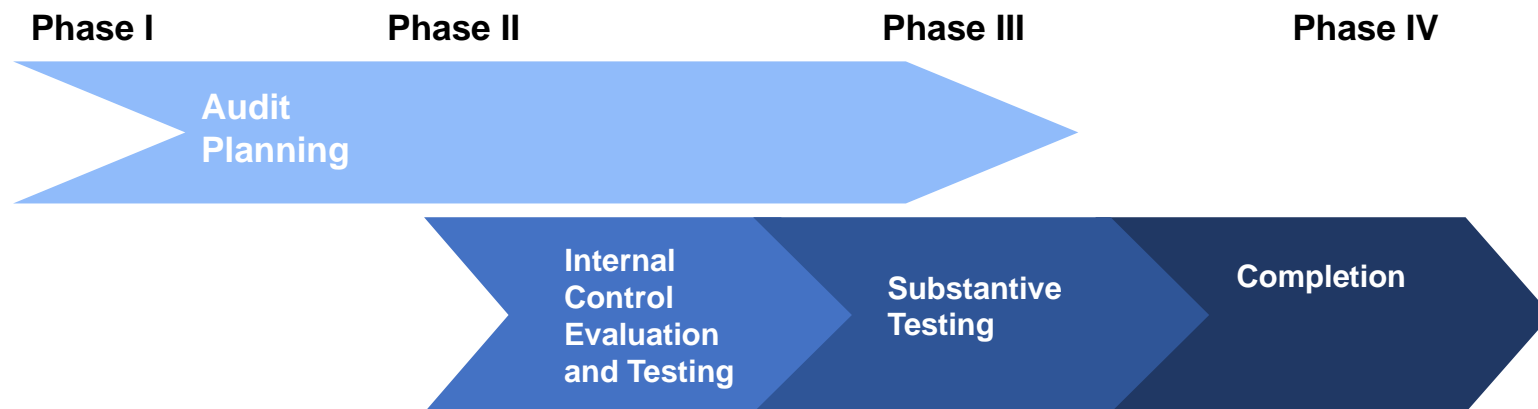 Phase I Phase II Phase III Phase IV
Audit
Planning
Internal
Control
Evaluation
and Testing
Substantive
Testing
Completion